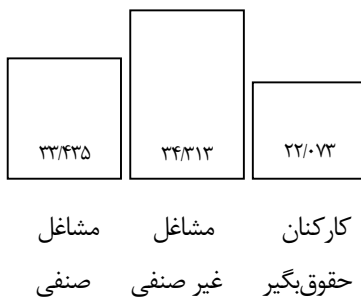 ۳۳/۴۳۵ ۳۴/۳۱۳ ۲۲/۰۷۳
کارکنان مشاغل مشاغل
حقوق‌بگیر غیر صنفی صنفی